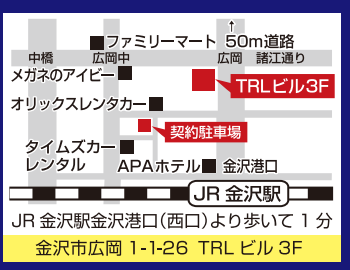 ↑
ファミリーマート 50m道路
中橋 広岡中 広岡 諸江通り
メガネのアイビー
TRLビル3F
オリックスレンタカー
契約駐車場
タイムズカー
レンタル
APAホテル 金沢港口
JR 金沢駅
JR 金沢駅金沢港口(西口)より歩いて 1 分
金沢市広岡 1-1-26 TRL ビル 3F